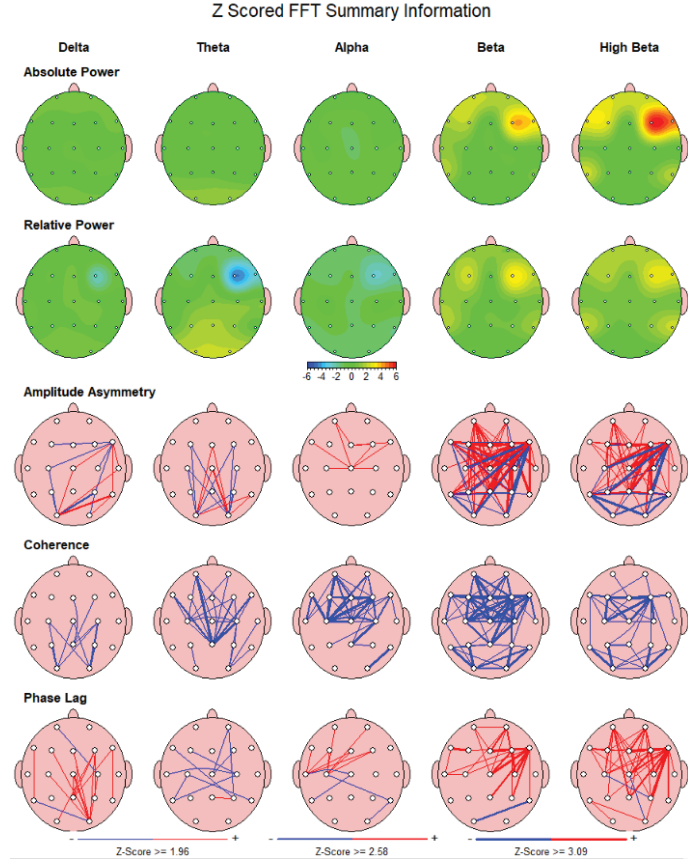 Z Scored FFT Summary Information
Delta Theta Alpha Beta High Beta
Absolute Power
Relative Power
-6 -4 -2 0 2 4 6
Amplitude Asymmetry
Coherence
Phase Lag
- + - + - +
Z-Score >= 1.96 Z-Score >= 2.58 Z-Score >= 3.09